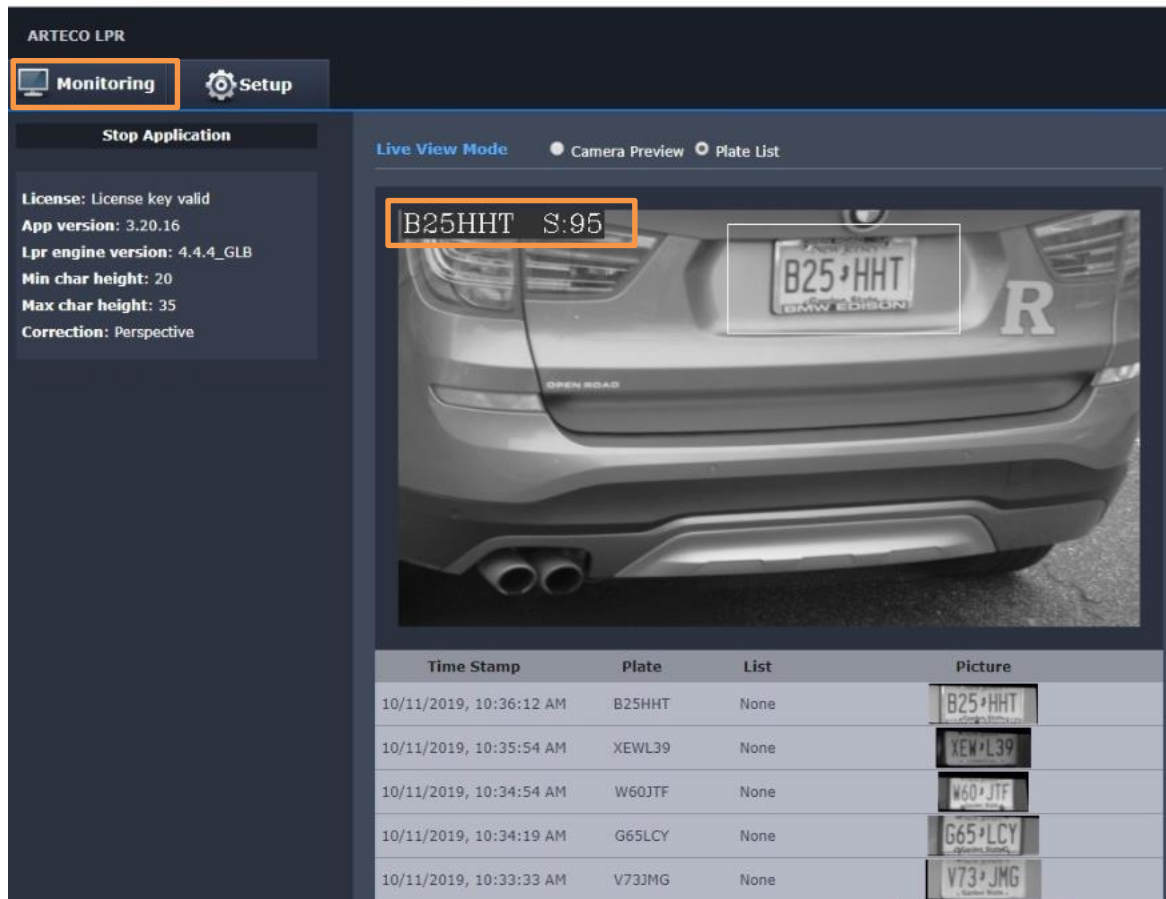 ARTECO LPR
Monitoring
Setup
Stop Application
License: License key valid
App version: 3.20.16
Lpr engine version: 4.4.4_GLB
Min char height: 20
Max char height: 35
Correction: Perspective
Live View Mode Camera Preview Plate List
B25HHT S:95
NEW JERSEY
B25 HHT
Garden State
BMW EDISON
R
OPEN ROAD
Time Stamp Plate List Picture
10/11/2019, 10:36:12 AM B25HHT None B25 HHT
10/11/2019, 10:35:54 AM XEWL39 None XEW L39
10/11/2019, 10:34:54 AM W60JTF None W60 JTF
10/11/2019, 10:34:19 AM G65LCY None G65 LCY
10/11/2019, 10:33:33 AM V73JMG None V73 JMG